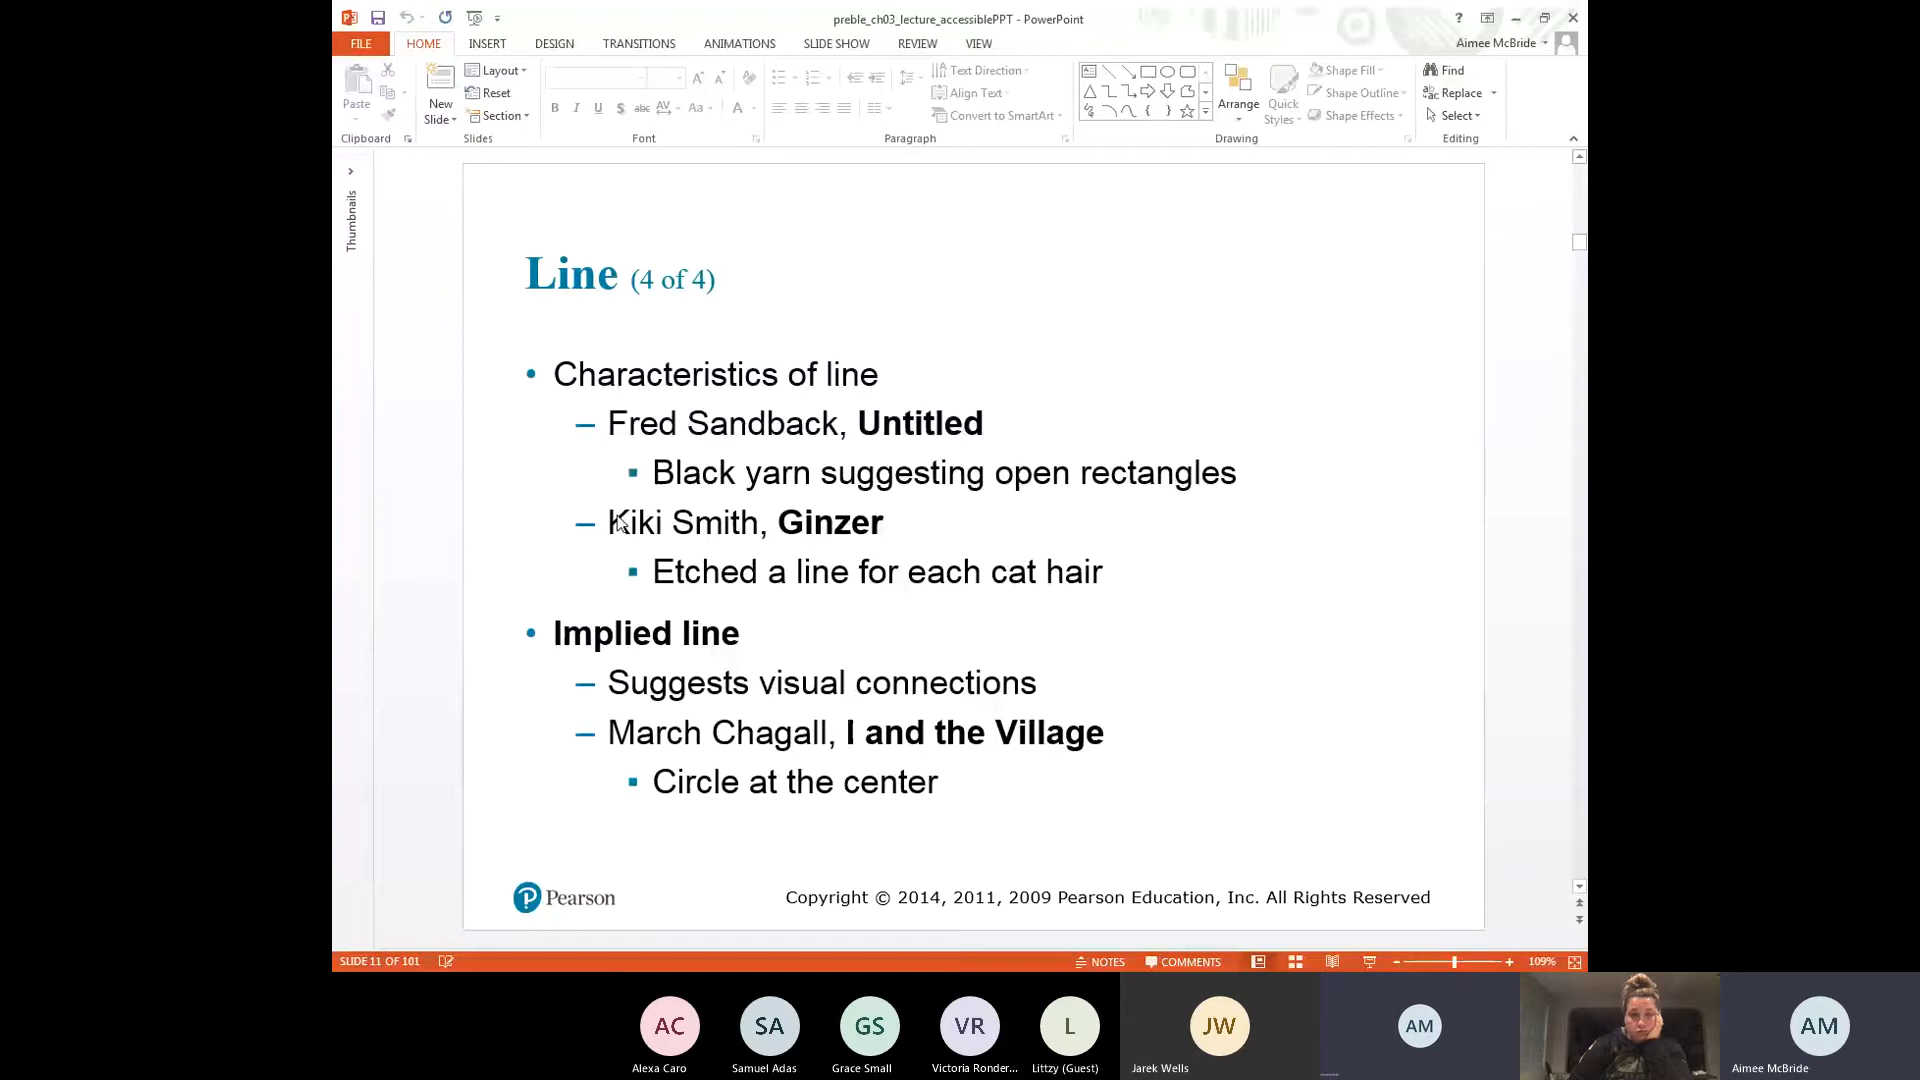 preble_ch03_lecture_accessiblePPT - PowerPoint
?
FILE HOME INSERT DESIGN TRANSITIONS ANIMATIONS SLIDE SHOW REVIEW VIEW Aimee McBride
Paste
Clipboard
New Slide
Layout
Reset
Section
Slides
B I U S abc AV Aa A
Font
Text Direction
Align Text
Convert to SmartArt
Paragraph
Arrange
Quick Styles
Shape Fill
Shape Outline
Shape Effects
Drawing
Find
Replace
Select
Editing
Thumbnails
Line (4 of 4)
• Characteristics of line
– Fred Sandback, Untitled
▪ Black yarn suggesting open rectangles
– Kiki Smith, Ginzer
▪ Etched a line for each cat hair
• Implied line
– Suggests visual connections
– March Chagall, I and the Village
▪ Circle at the center
Pearson
Copyright © 2014, 2011, 2009 Pearson Education, Inc. All Rights Reserved
SLIDE 11 OF 101 NOTES COMMENTS 109%
AC SA GS VR L JW AM AM
Alexa Caro Samuel Adas Grace Small Victoria Ronder... Littzy (Guest) Jarek Wells Aimee McBride